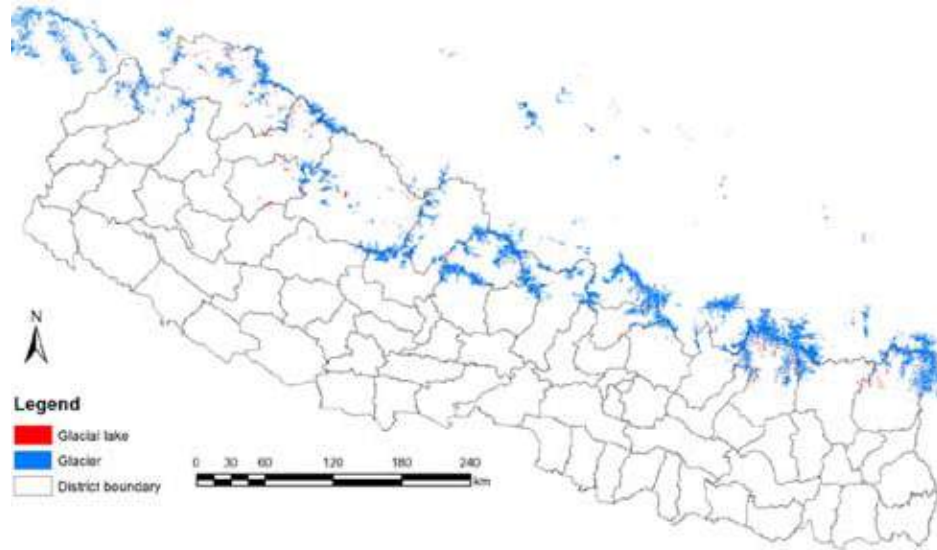 N
Legend
Glacial lake
Glacier
District boundary
0 30 60 120 180 240
km